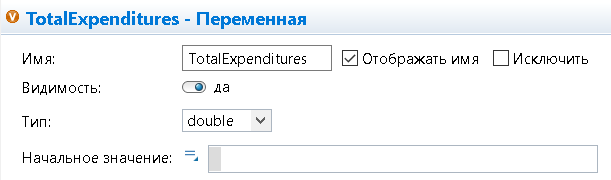 TotalExpenditures - Переменная
Имя: TotalExpenditures Отображать имя Исключить
Видимость: да
Тип: double
Начальное значение: